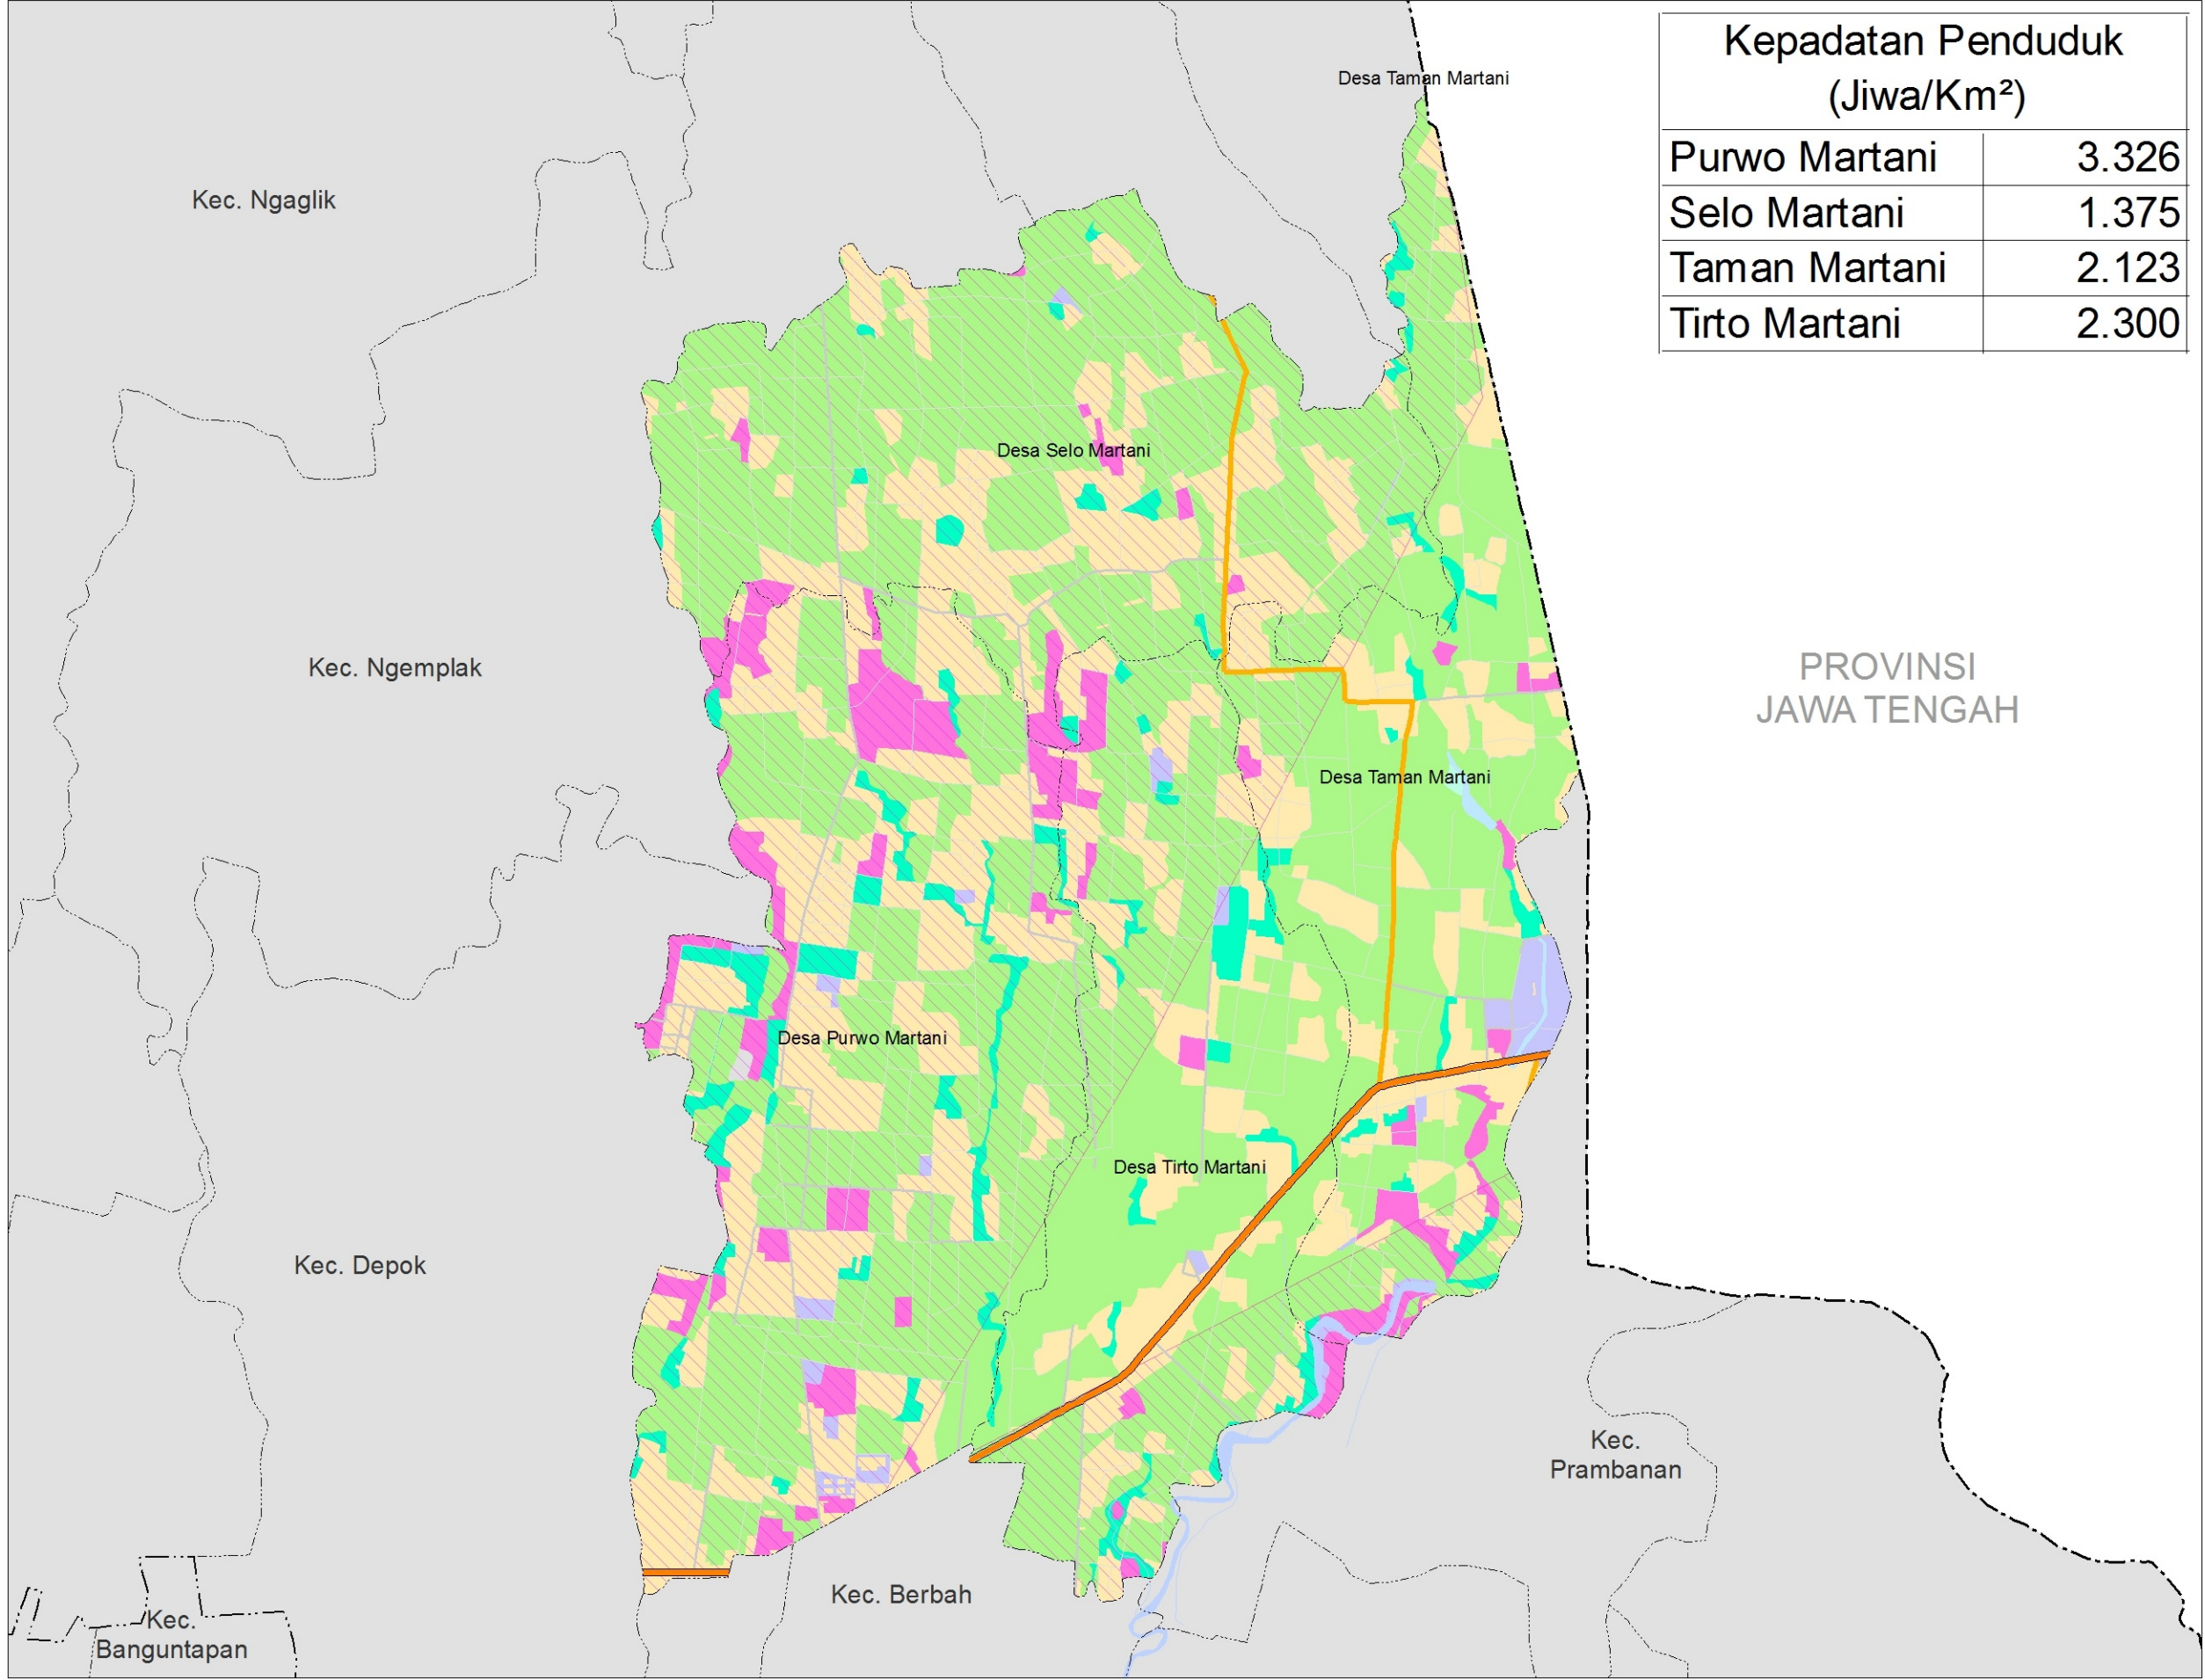 Kepadatan Penduduk
(Jiwa/Km²)
Purwo Martani 3.326
Selo Martani 1.375
Taman Martani 2.123
Tirto Martani 2.300
Desa Taman Martani
Kec. Ngaglik
Desa Selo Martani
Kec. Ngemplak
PROVINSI
JAWA TENGAH
Desa Taman Martani
Desa Purwo Martani
Desa Tirto Martani
Kec. Depok
Kec.
Prambanan
Kec. Berbah
Kec.
Banguntapan